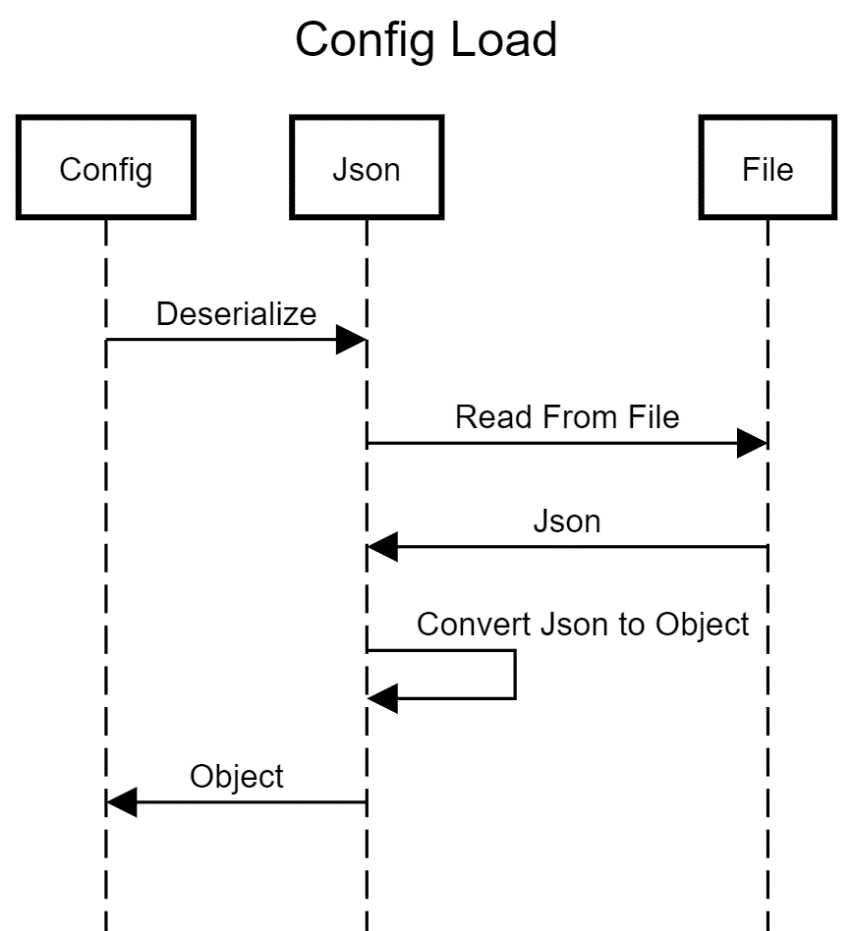 Config Load
Config
Json
File
Deserialize
Read From File
Json
Convert Json to Object
Object